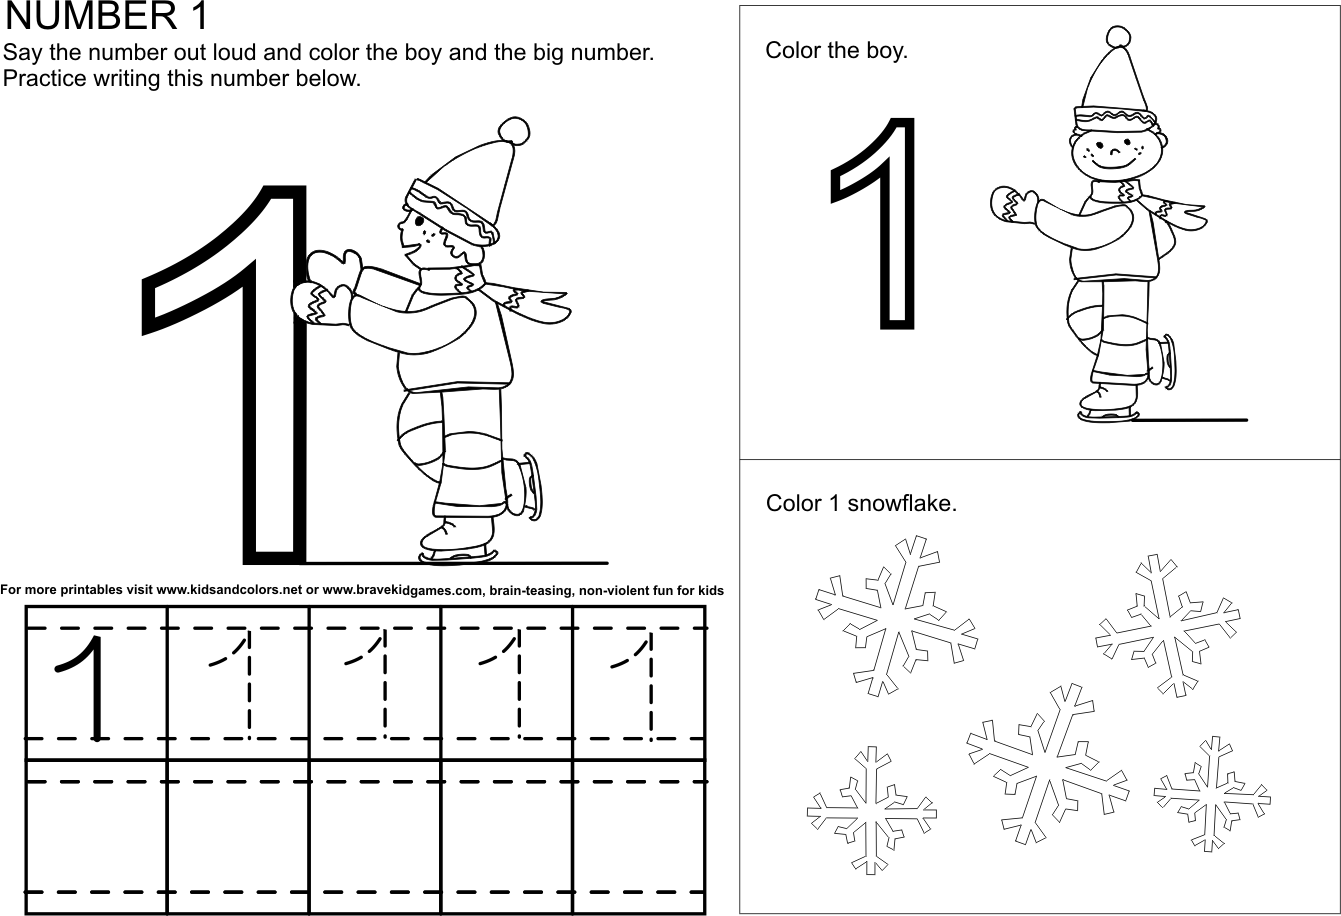 NUMBER 1
Say the number out loud and color the boy and the big number.
Practice writing this number below.
1
For more printables visit www.kidsandcolors.net or www.bravekidgames.com, brain-teasing, non-violent fun for kids
1 1 1 1 1
Color the boy.
1
Color 1 snowflake.